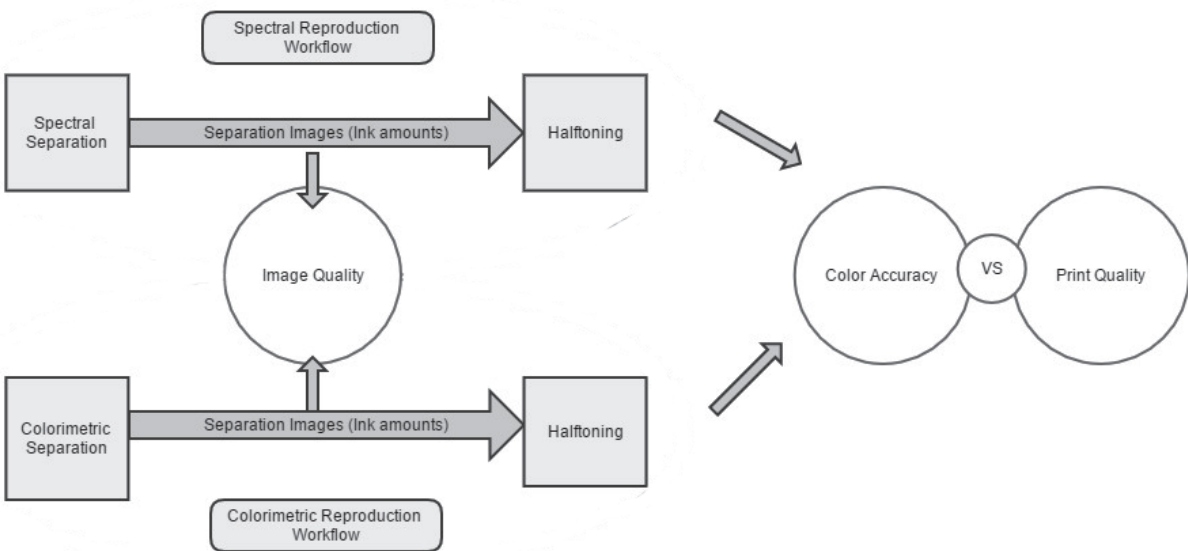 Spectral Reproduction
Workflow
Spectral
Separation
Separation Images (Ink amounts)
Halftoning
Image Quality
Color Accuracy
VS
Print Quality
Colorimetric
Separation
Separation Images (Ink amounts)
Halftoning
Colorimetric Reproduction
Workflow